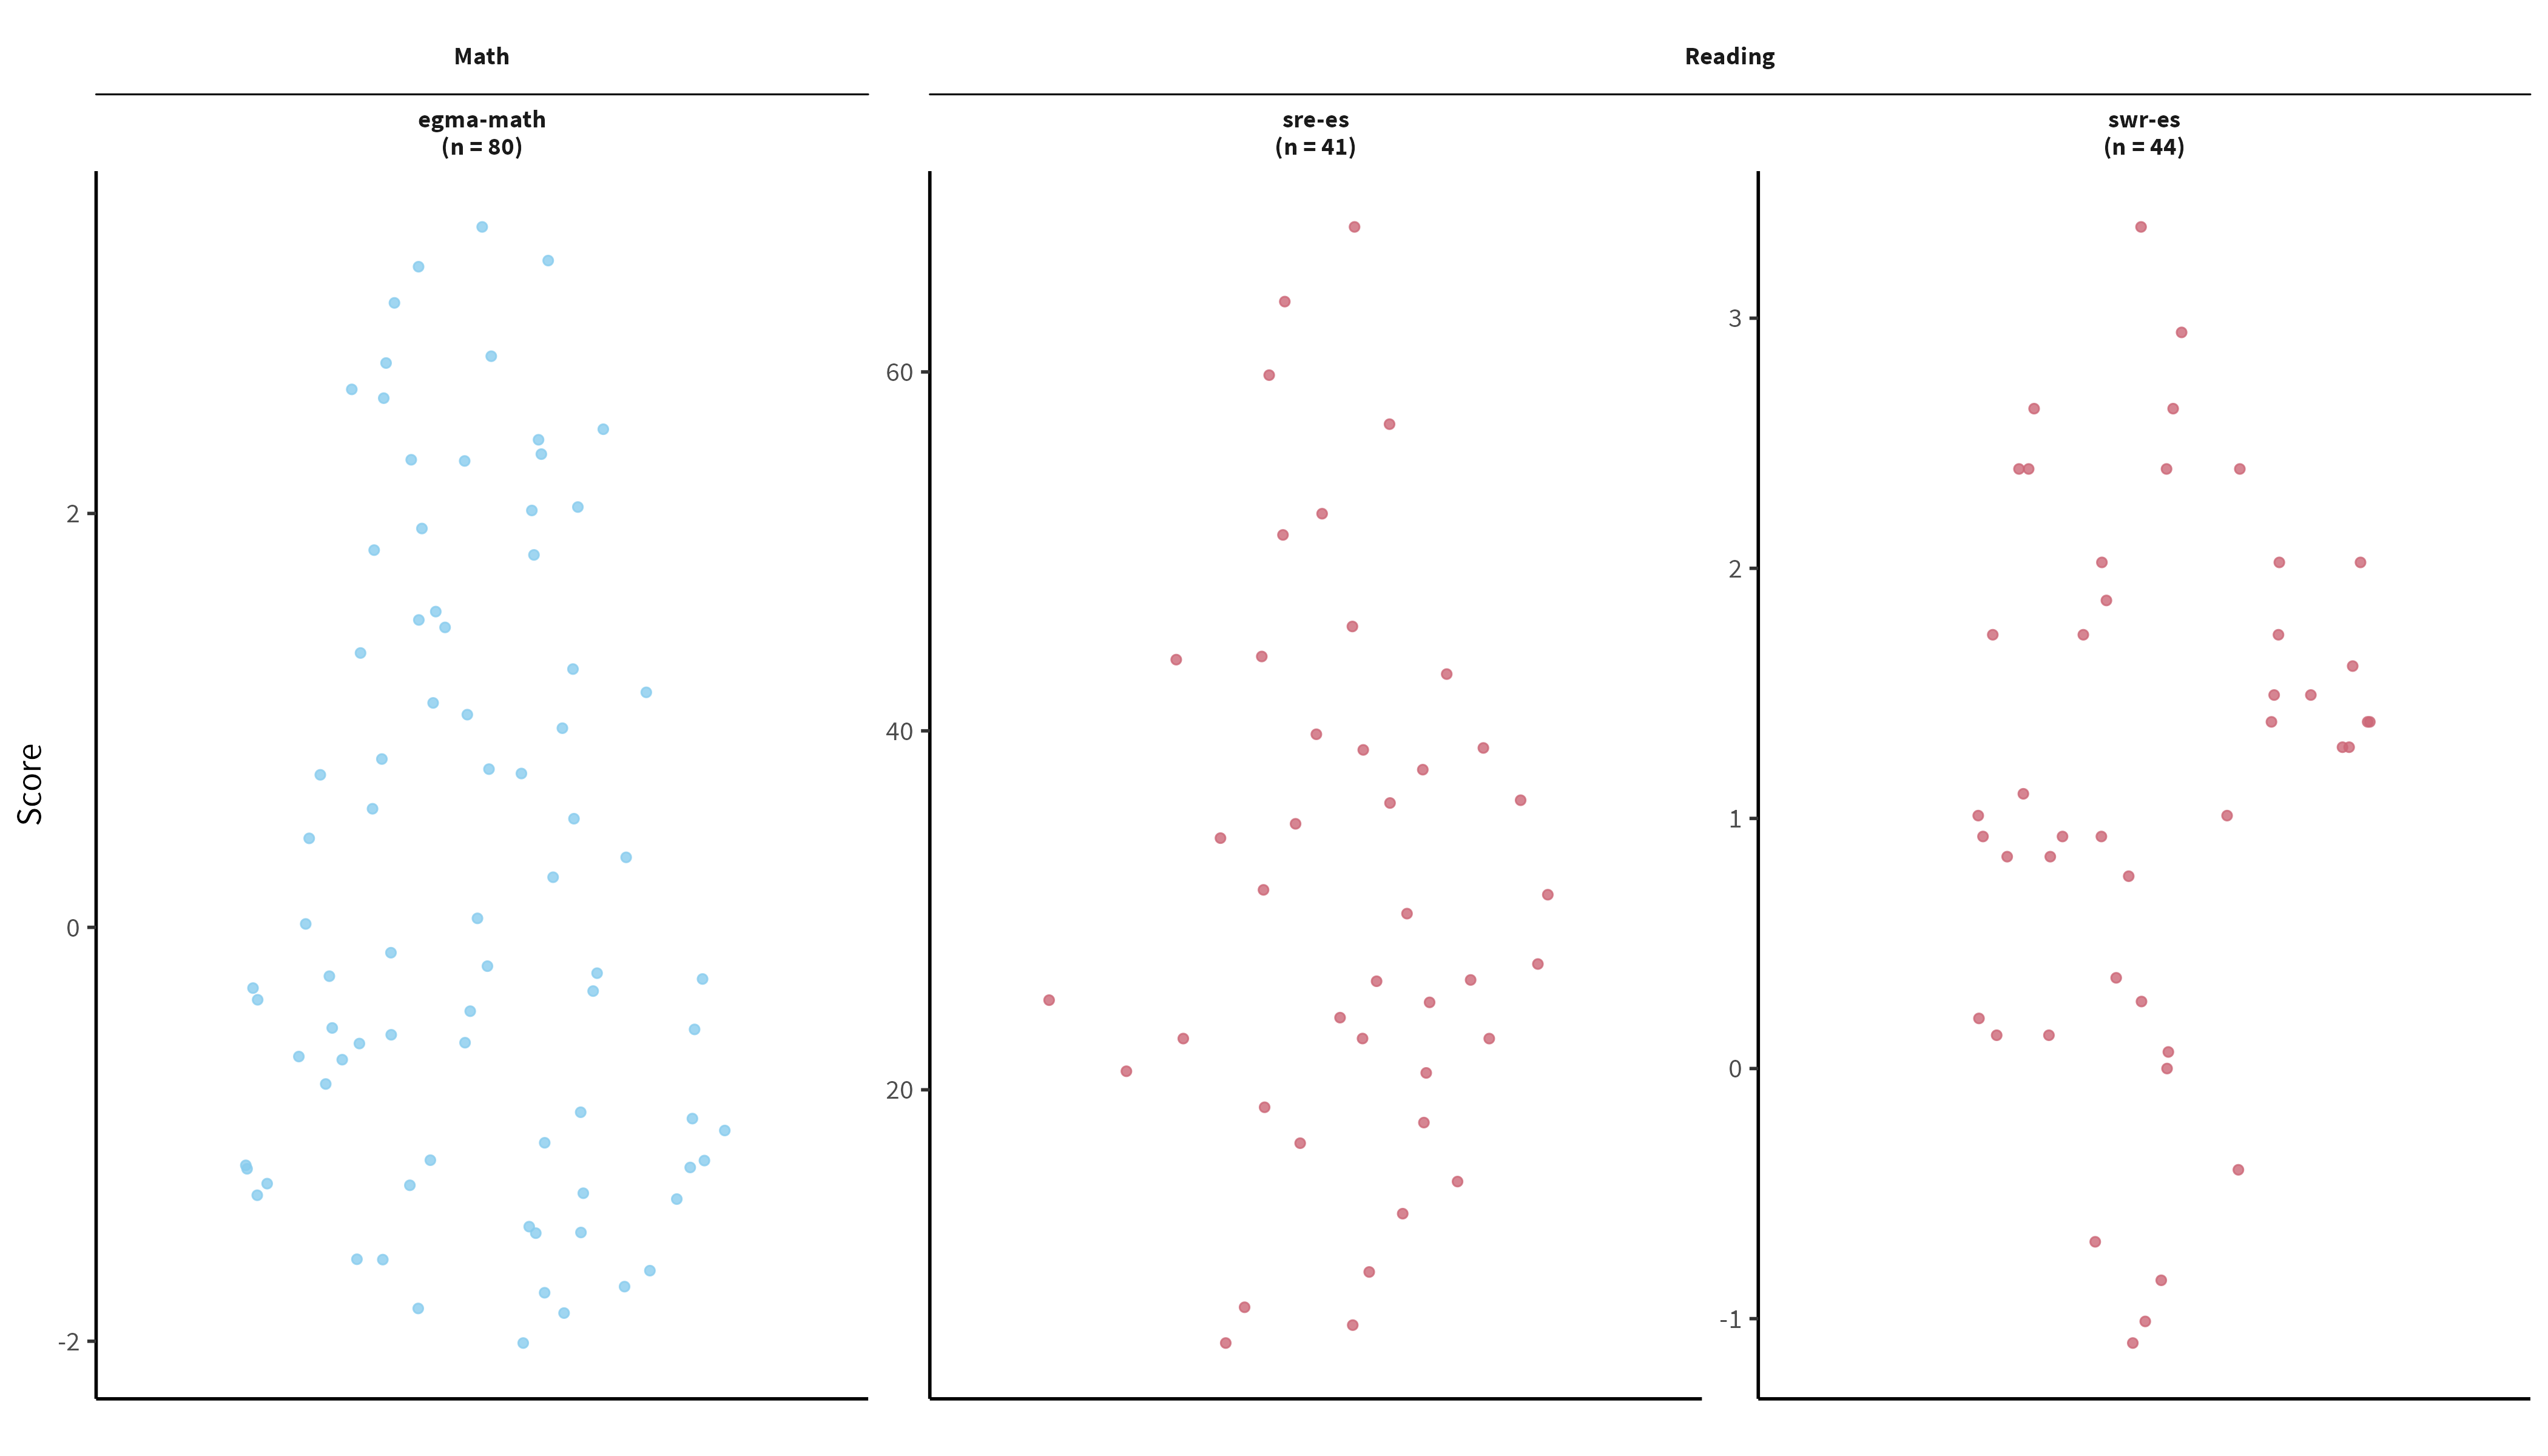 Math
Reading
egma-math
(n = 80)
sre-es
(n = 41)
swr-es
(n = 44)
Score
2
0
-2
60
40
20
3
2
1
0
-1